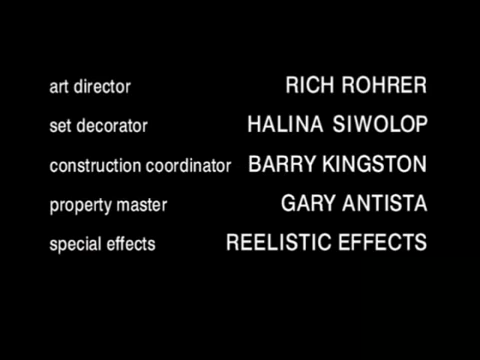 art director RICH ROHRER
set decorator HALINA SIWOLOP
construction coordinator BARRY KINGSTON
property master GARY ANTISTA
special effects REELISTIC EFFECTS